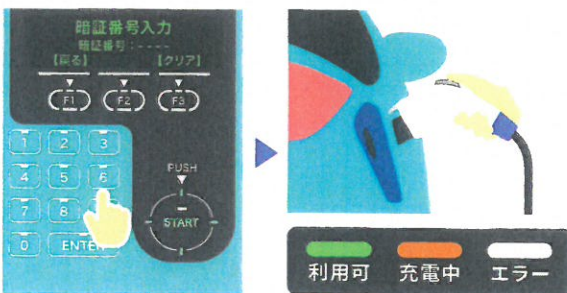 暗証番号入力
暗証番号:----
【戻る】 【クリア】
F1 F2 F3
1 2 3
4 5 6
7 8
0 ENTER
PUSH
START
利用可 充電中 エラー